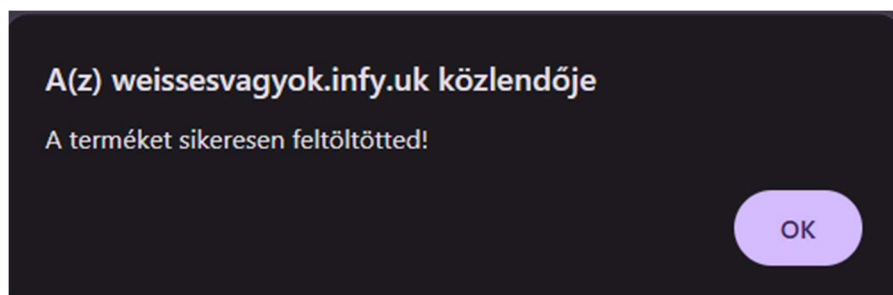 A(z) weissesvagyok.infy.uk közlendője
A terméket sikeresen feltöltötted!
OK